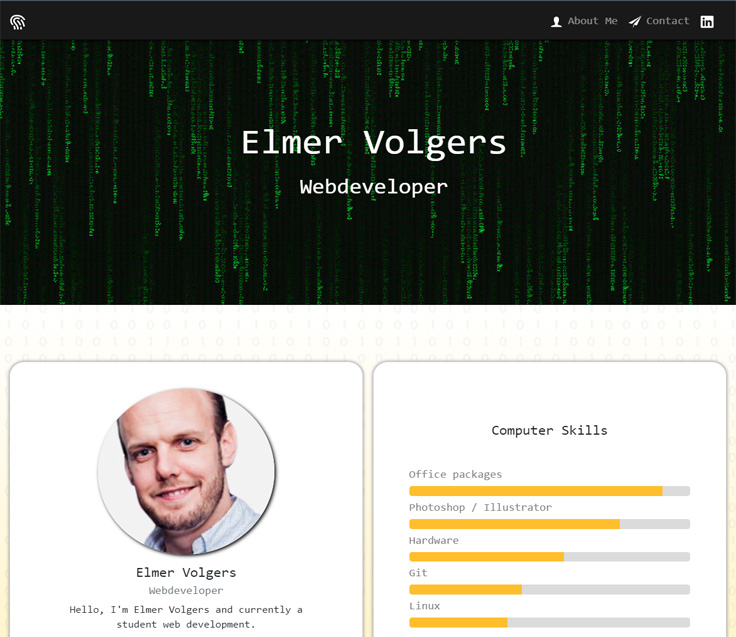 About Me Contact
Elmer Volgers
Webdeveloper
Elmer Volgers
Webdeveloper
Hello, I'm Elmer Volgers and currently a
student web development.
Computer Skills
Office packages
Photoshop / Illustrator
Hardware
Git
Linux